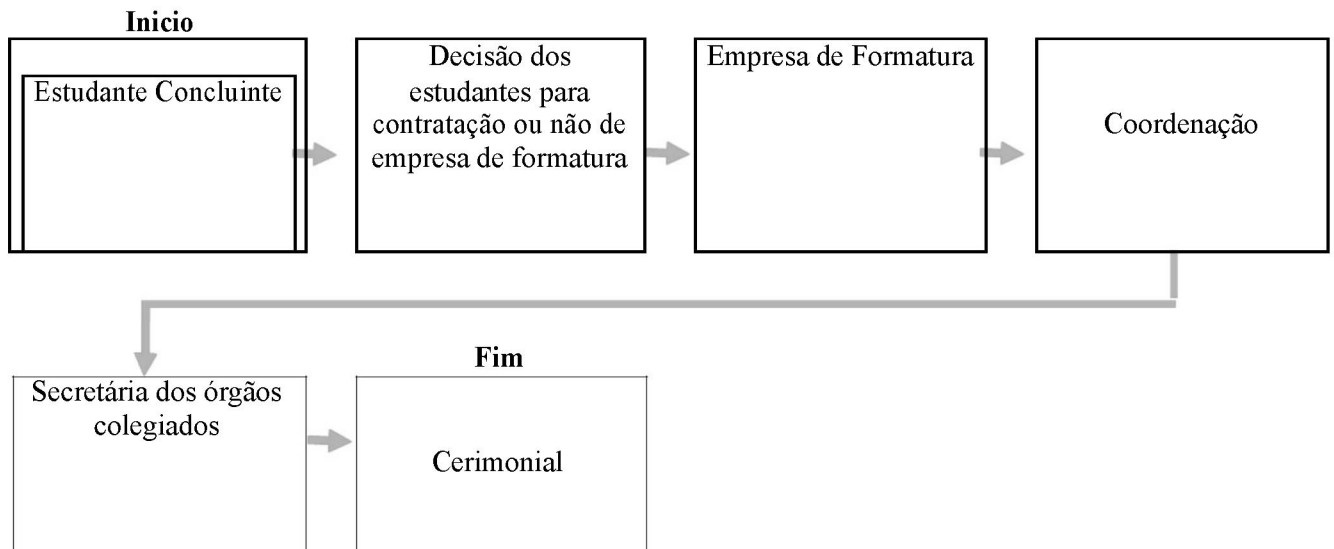 Inicio
Estudante Concluinte
Decisão dos
estudantes para
contratação ou não de
empresa de formatura
Empresa de Formatura
Coordenação
Secretária dos órgãos
colegiados
Fim
Cerimonial